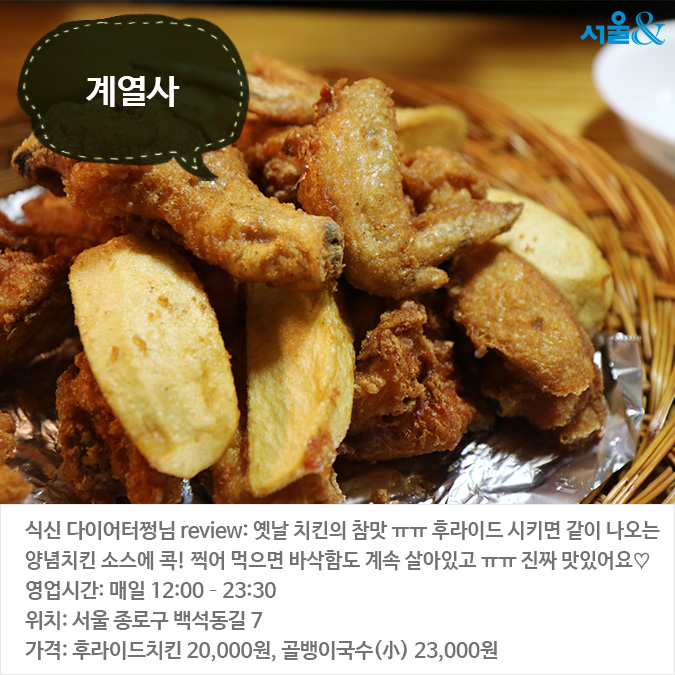 서울&
계열사
식신 다이어터쩡님 review: 옛날 치킨의 참맛 ㅠㅠ 후라이드 시키면 같이 나오는
양념치킨 소스에 콕! 찍어 먹으면 바삭함도 계속 살아있고 ㅠㅠ 진짜 맛있어요♡
영업시간: 매일 12:00 - 23:30
위치: 서울 종로구 백석동길 7
가격: 후라이드치킨 20,000원, 골뱅이국수(小) 23,000원